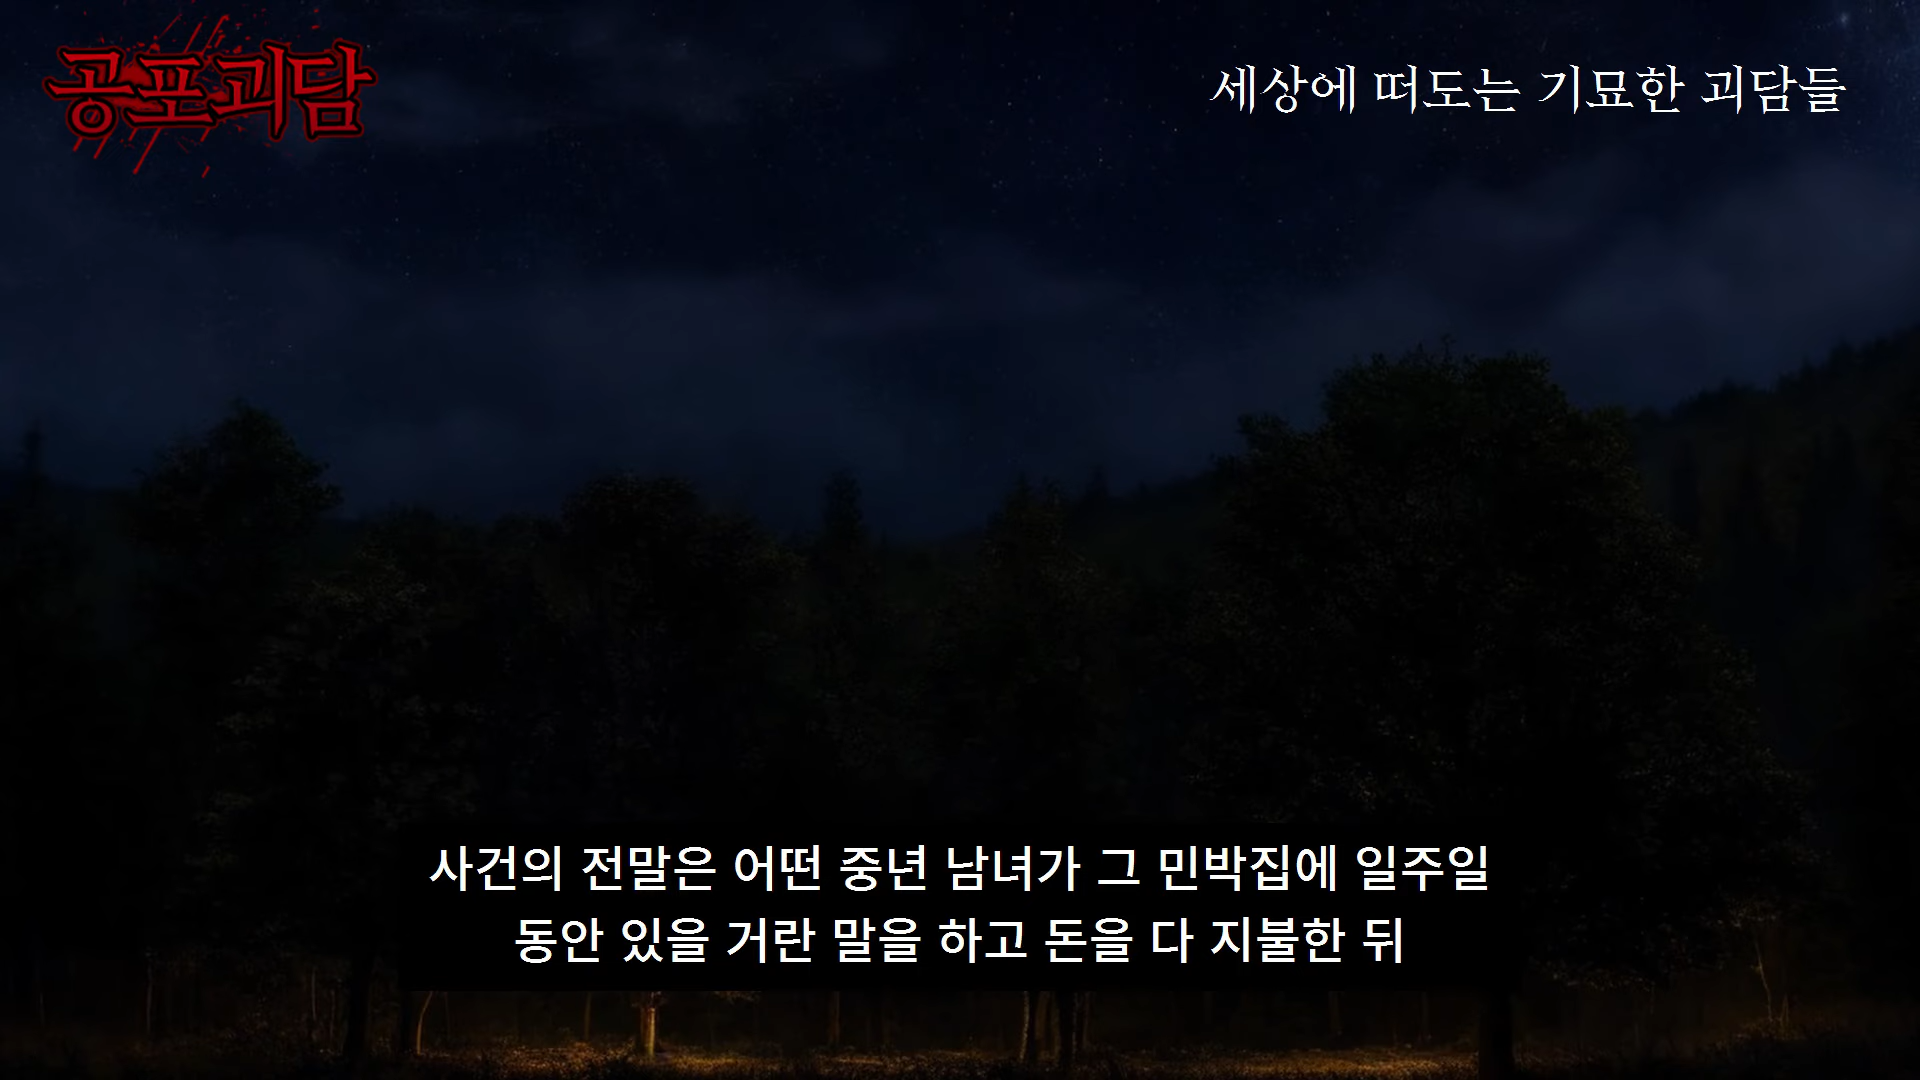 공포괴담
세상에 떠도는 기묘한 괴담들
사건의 전말은 어떤 중년 남녀가 그 민박집에 일주일
동안 있을 거란 말을 하고 돈을 다 지불한 뒤